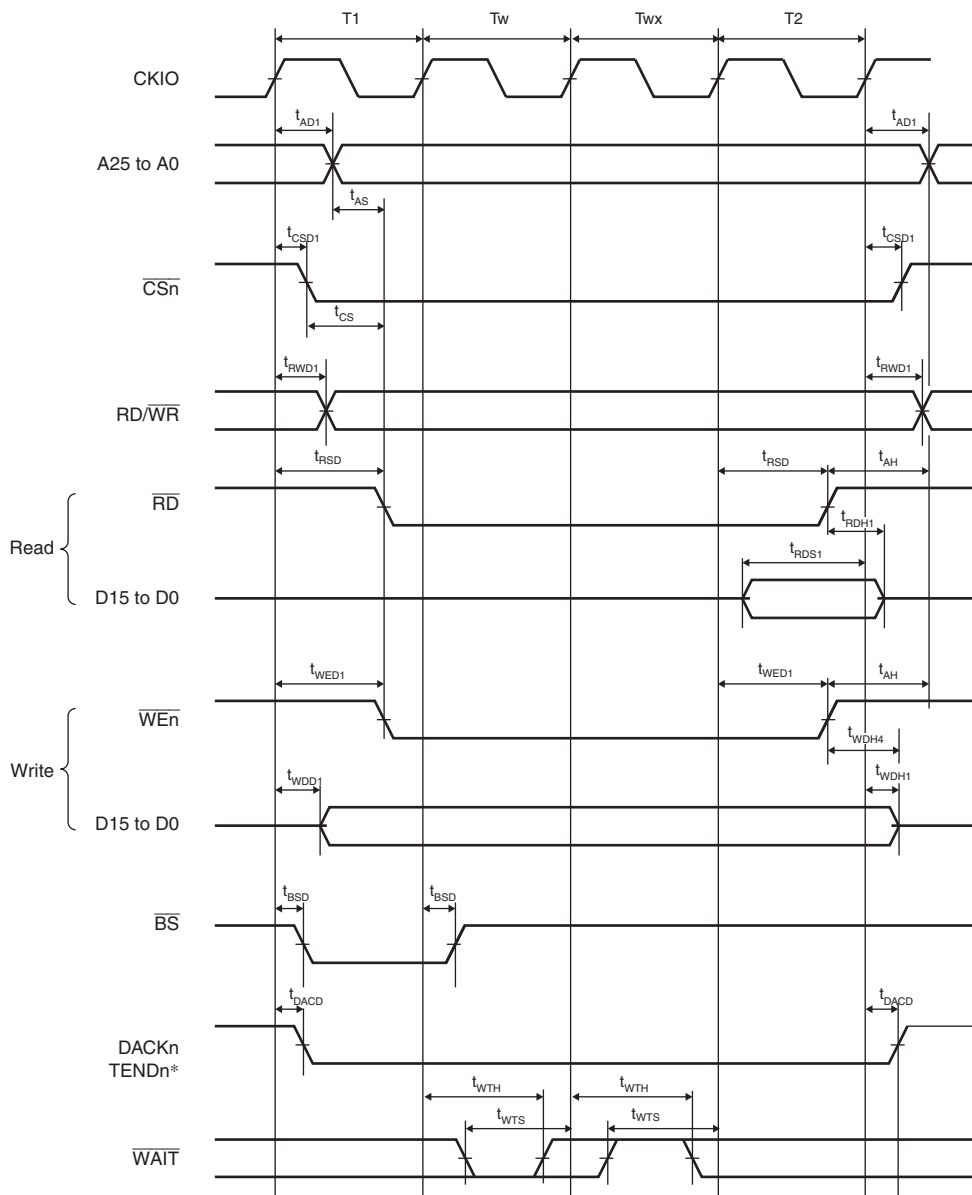 T1 Tw Twx T2
CKIO
tAD1 tAD1
A25 to A0
tAS
tCSD1 tCSD1
CSn
tCS
tRWD1 tRWD1
RD/WR
tRSD tRSD tAH
RD
tRDH1
Read
tRDS1
D15 to D0
tWED1 tWED1 tAH
WEn
tWDH4
Write
tWDD1 tWDH1
D15 to D0
tBSD tBSD
BS
tDACD tDACD
DACKn
TENDn*
tWTH tWTH
tWTS tWTS
WAIT